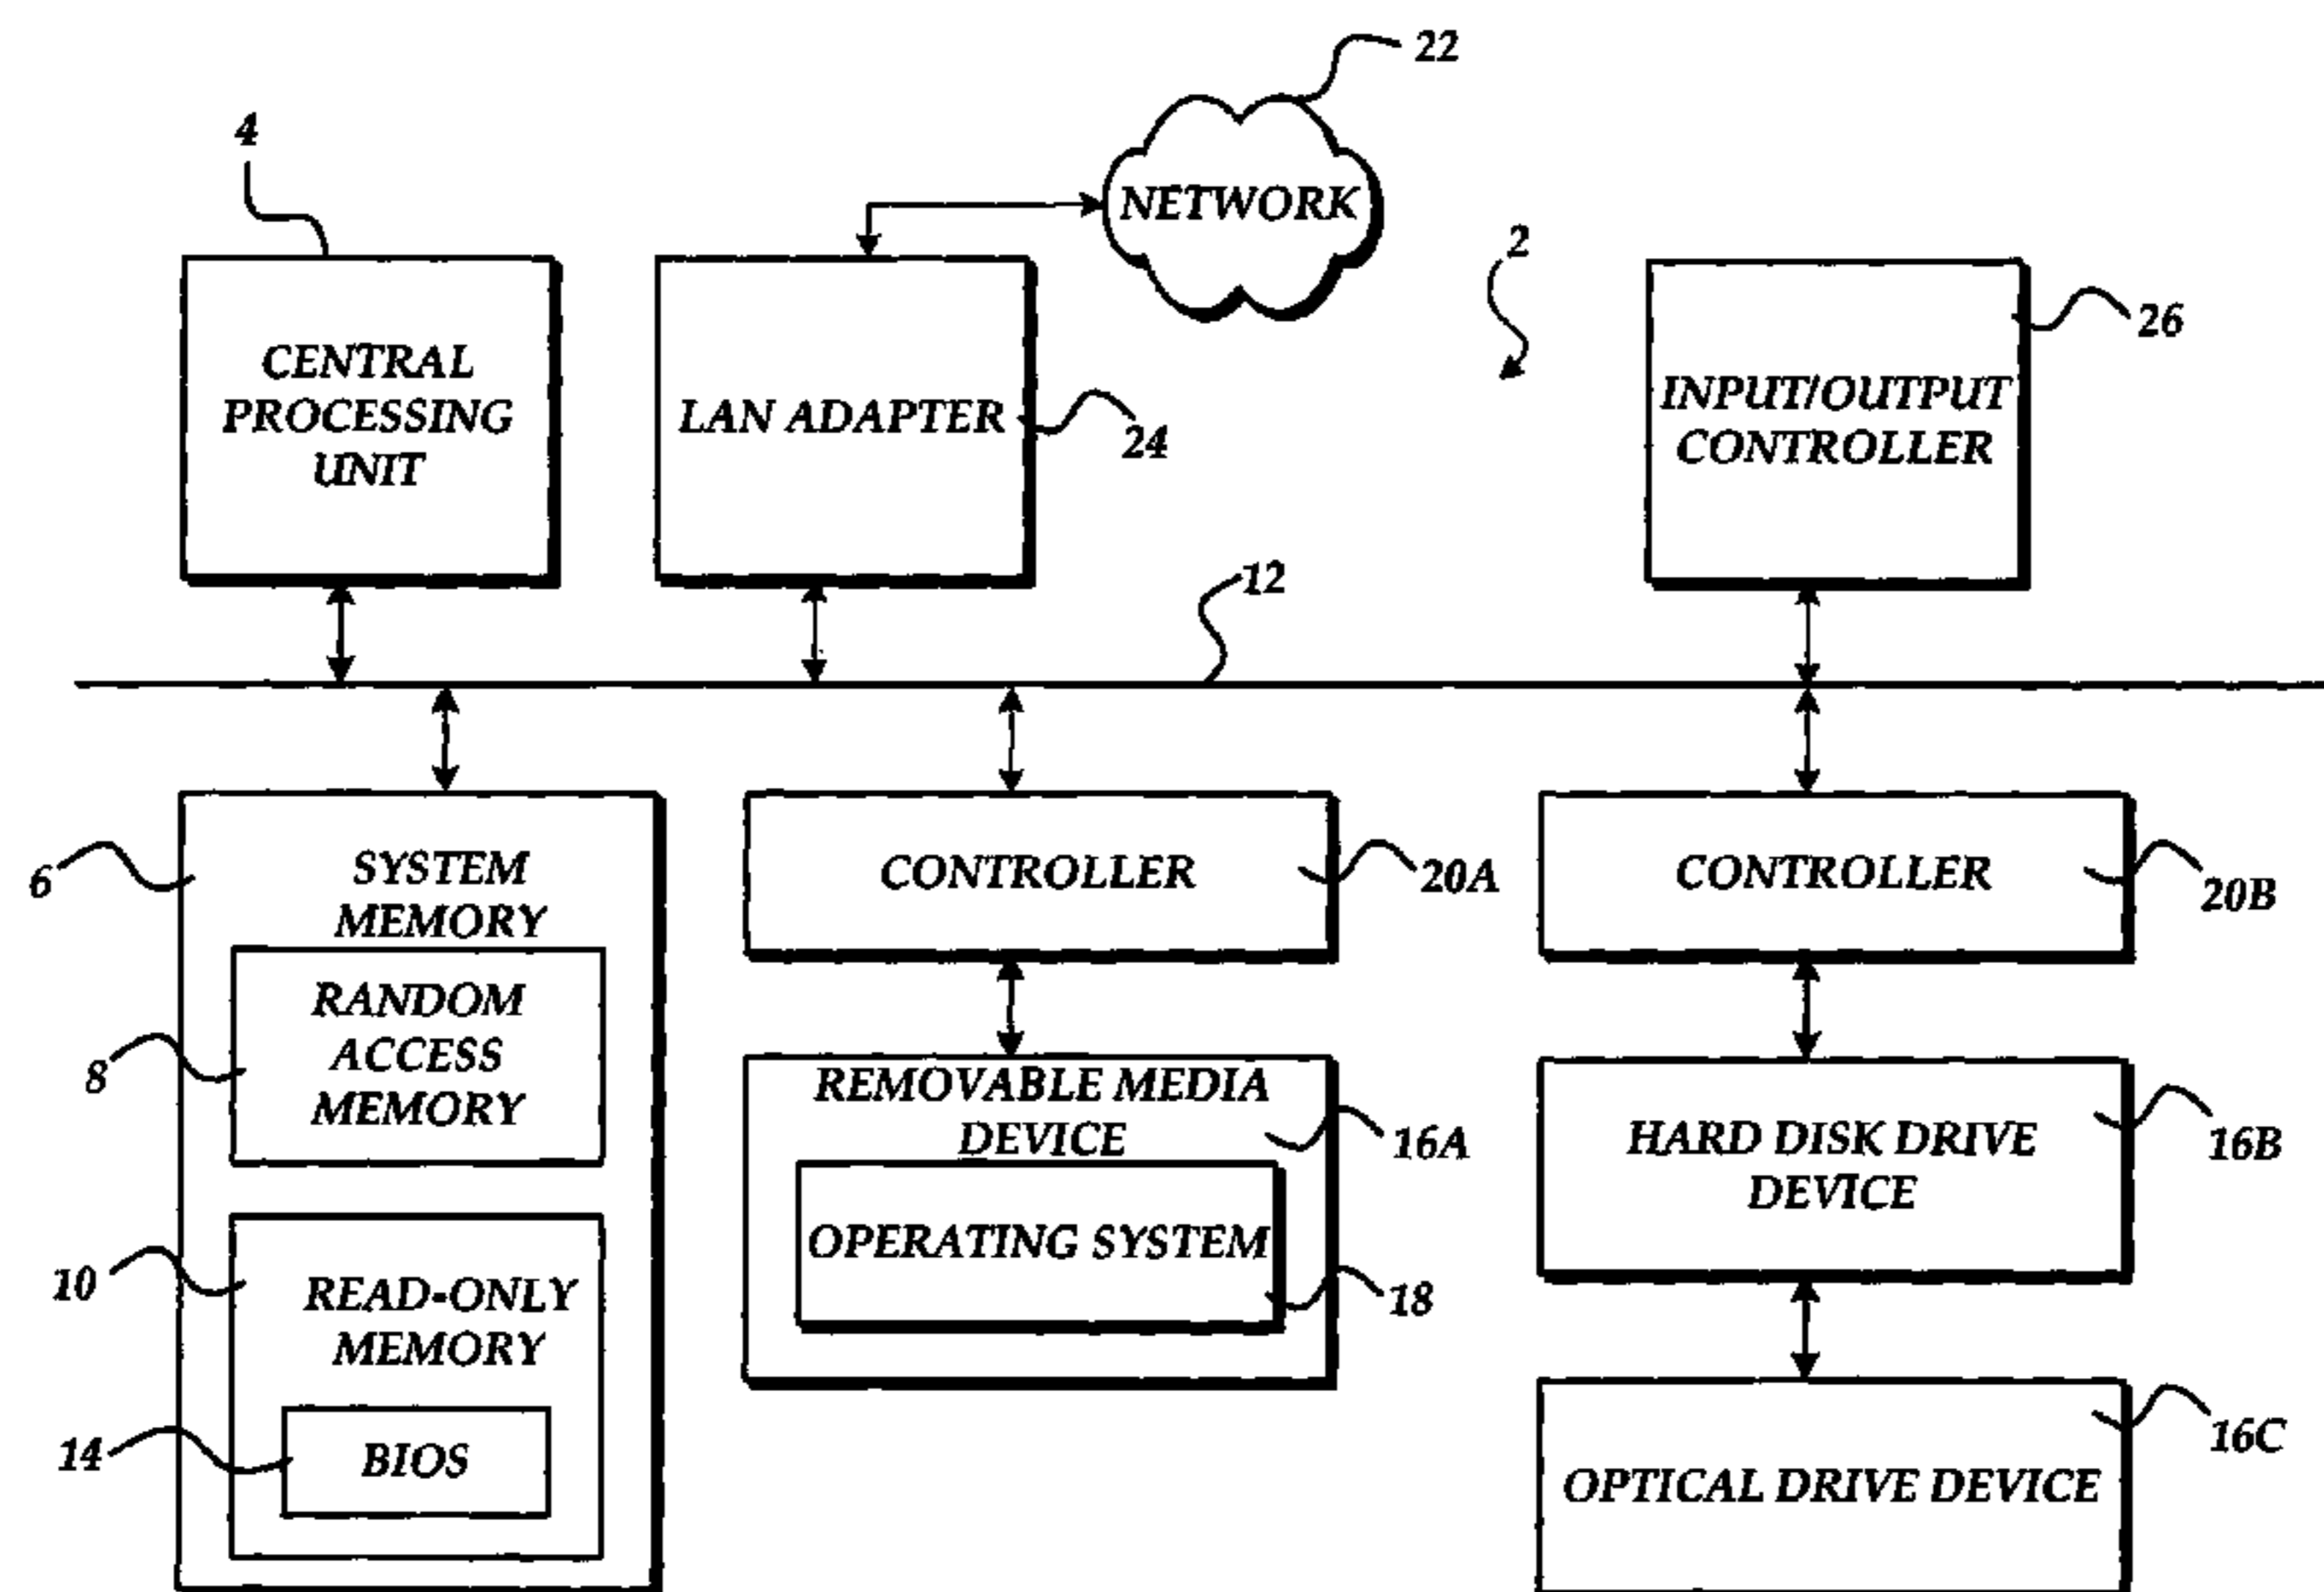 22
4
NETWORK
2
CENTRAL
PROCESSING
UNIT
LAN ADAPTER
24
INPUT/OUTPUT
CONTROLLER
26
12
6
SYSTEM
MEMORY
RANDOM
ACCESS
MEMORY
8
10
READ-ONLY
MEMORY
14
BIOS
CONTROLLER
20A
REMOVABLE MEDIA
DEVICE
16A
OPERATING SYSTEM
18
CONTROLLER
20B
HARD DISK DRIVE
DEVICE
16B
16C
OPTICAL DRIVE DEVICE